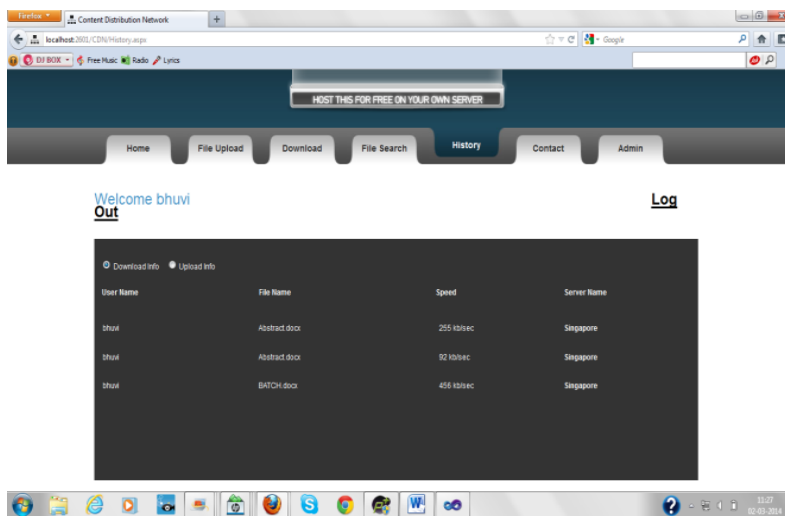 Firefox
Content Distribution Network
localhost:2601/CDN/History.aspx
Google
DJ BOX
Free Music
Radio
Lyrics
HOST THIS FOR FREE ON YOUR OWN SERVER
Home File Upload Download File Search History Contact Admin
Welcome bhuvi Log
Out
Download Info Upload Info
User Name File Name Speed Server Name
bhuvi Abstract.docx 255 kb/sec Singapore
bhuvi Abstract.docx 92 kb/sec Singapore
bhuvi BATCH.docx 456 kb/sec Singapore
11:27
02-03-2014